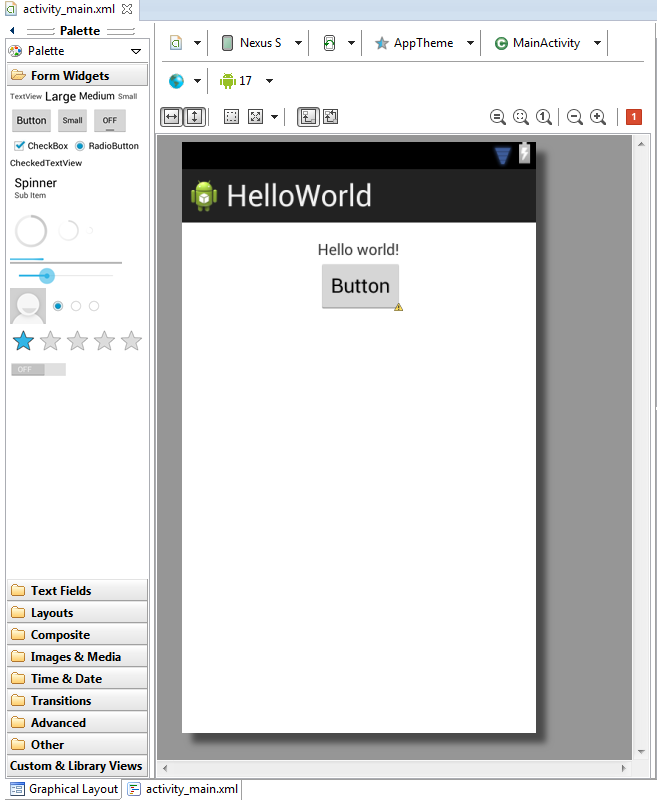 activity_main.xml
Palette
Palette
Nexus S
AppTheme
MainActivity
Form Widgets
17
TextView Large Medium Small
Button Small OFF
1
CheckBox RadioButton
CheckedTextView
Spinner
Sub Item
HelloWorld
Hello world!
Button
OFF
Text Fields
Layouts
Composite
Images & Media
Time & Date
Transitions
Advanced
Other
Custom & Library Views
Graphical Layout activity_main.xml